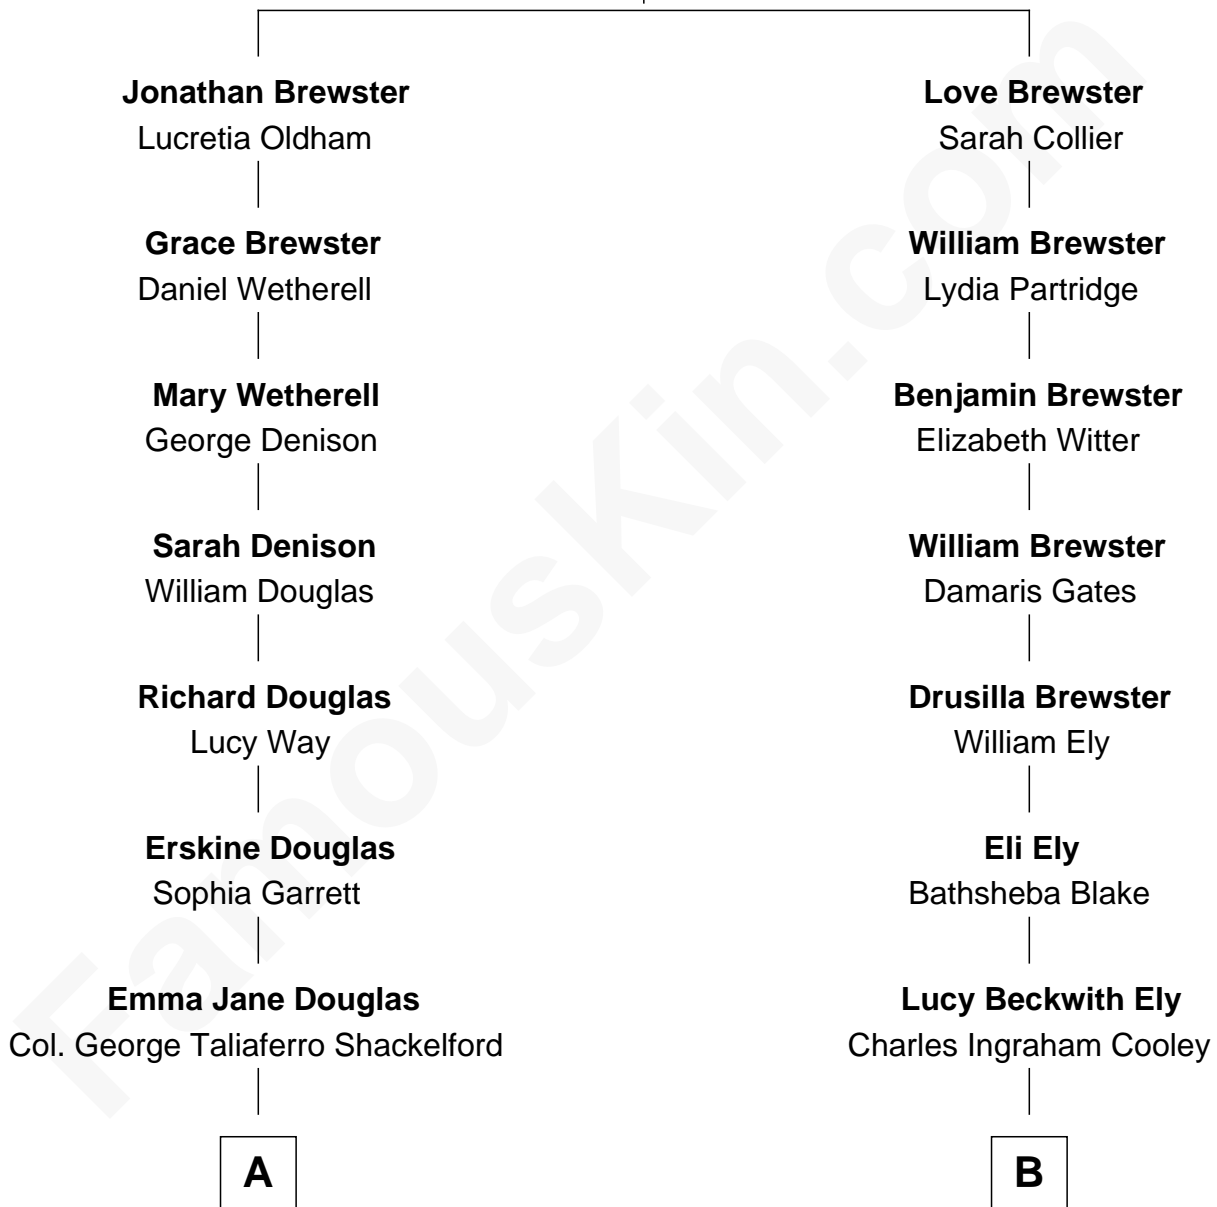 Jonathan Brewster
Lucretia Oldham
Grace Brewster
Daniel Wetherell
Mary Wetherell
George Denison
Sarah Denison
William Douglas
Richard Douglas
Lucy Way
Erskine Douglas
Sophia Garrett
Emma Jane Douglas
Col. George Taliaferro Shackelford
A
Love Brewster
Sarah Collier
William Brewster
Lydia Partridge
Benjamin Brewster
Elizabeth Witter
William Brewster
Damaris Gates
Drusilla Brewster
William Ely
Eli Ely
Bathsheba Blake
Lucy Beckwith Ely
Charles Ingraham Cooley
B
FamousKin.com